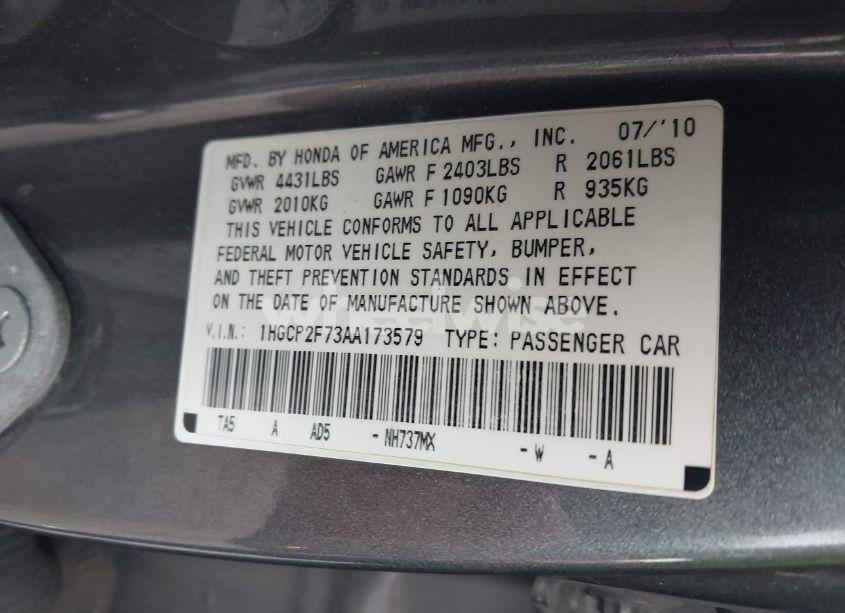 MFD. BY HONDA OF AMERICA MFG., INC. 07/'10
GVWR 4431LBS GAWR F 2403LBS R 2061LBS
GVWR 2010KG GAWR F 1090KG R 935KG
THIS VEHICLE CONFORMS TO ALL APPLICABLE
FEDERAL MOTOR VEHICLE SAFETY, BUMPER,
AND THEFT PREVENTION STANDARDS IN EFFECT
ON THE DATE OF MANUFACTURE SHOWN ABOVE.
V.I.N: 1HGCP2F73AA173579 TYPE: PASSENGER CAR
TA5 A AD5 - NH737MX - W - A